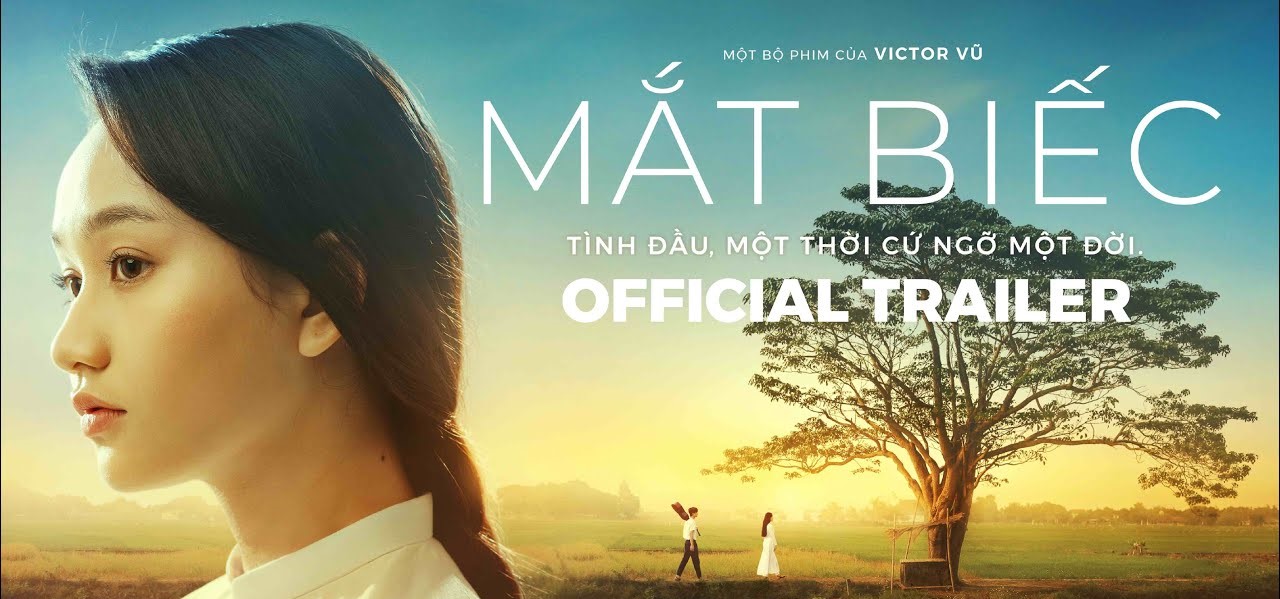 MỘT BỘ PHIM CỦA VICTOR VŨ
MẮT BIẾC
TÌNH ĐẦU, MỘT THỜI CỨ NGỠ MỘT ĐỜI.
OFFICIAL TRAILER